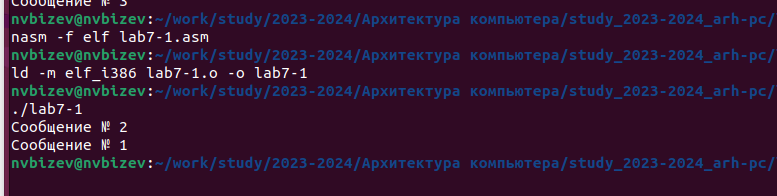 Сообщение № 3
nvbizev@nvbizev:~/work/study/2023-2024/Архитектура компьютера/study_2023-2024_arh-pc/
nasm -f elf lab7-1.asm
nvbizev@nvbizev:~/work/study/2023-2024/Архитектура компьютера/study_2023-2024_arh-pc/
ld -m elf_i386 lab7-1.o -o lab7-1
nvbizev@nvbizev:~/work/study/2023-2024/Архитектура компьютера/study_2023-2024_arh-pc/
./lab7-1
Сообщение № 2
Сообщение № 1
nvbizev@nvbizev:~/work/study/2023-2024/Архитектура компьютера/study_2023-2024_arh-pc/